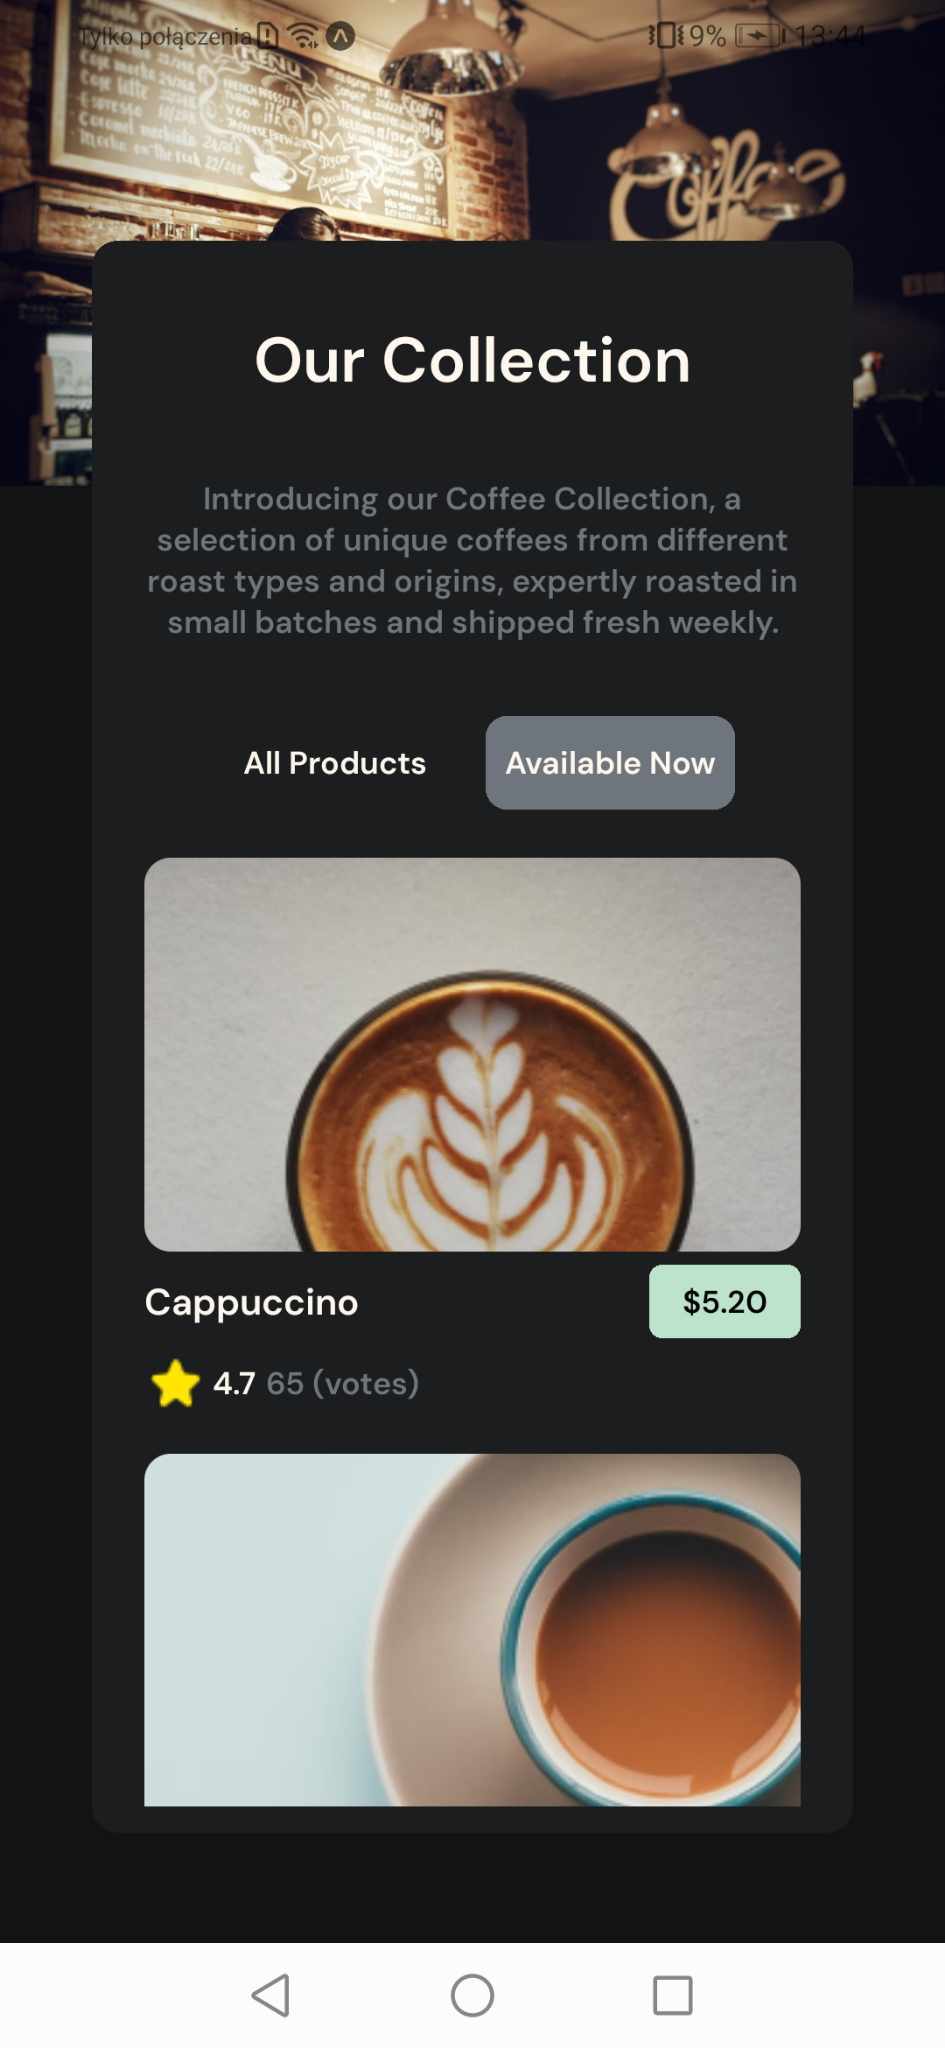 Tylko połączenia
9%
13:44
MENU
Coffee
Our Collection
Introducing our Coffee Collection, a
selection of unique coffees from different
roast types and origins, expertly roasted in
small batches and shipped fresh weekly.
All Products
Available Now
Cappuccino
$5.20
4.7 65 (votes)